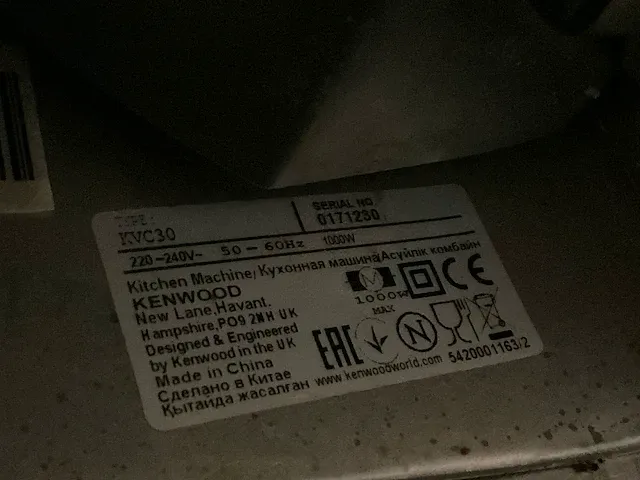 TYPE :
KVC30
SERIAL NO
0171230
220-240V~ 50 - 60Hz 1000W
Kitchen Machine/Кухонная машина/Асүйлік комбайн
KENWOOD
New Lane,Havant.
Hampshire,PO9 2NH UK
Designed & Engineered
by Kenwood in the UK
Made in China
Сделано в Китае
Қытайда жасалған
1000W
MAX
CE
EAC
N
www.kenwoodworld.com 5420001163/2